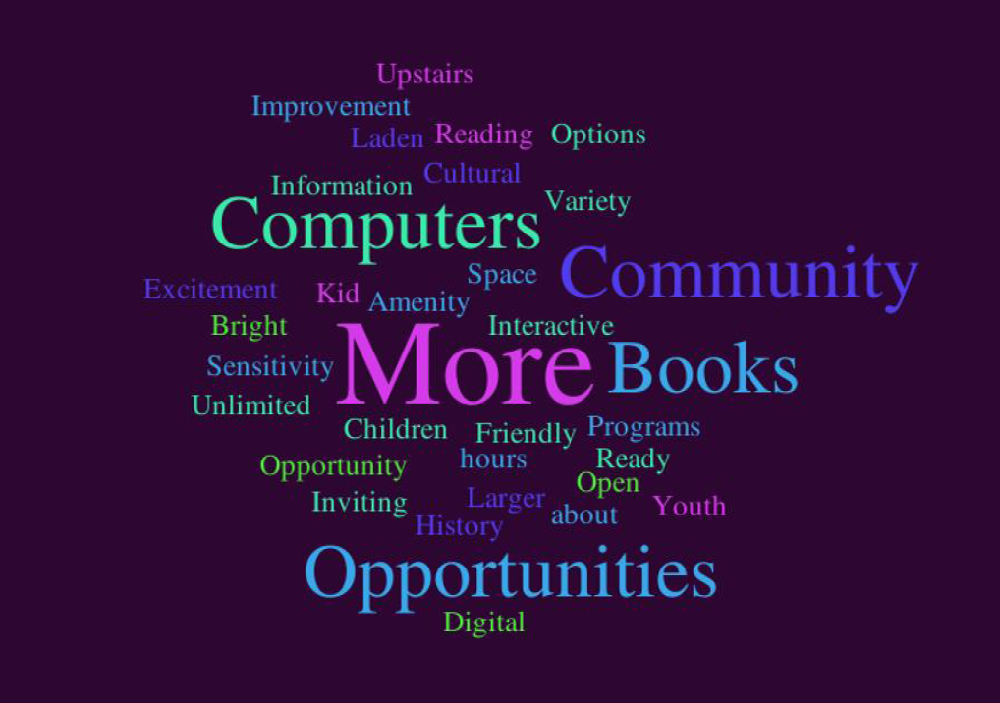 Upstairs
Improvement
Laden Reading Options
Information Cultural
Computers Variety
Space Community
Excitement Kid Amenity
Bright Interactive
Sensitivity More Books
Unlimited
Children Friendly Programs
Opportunity hours Ready
Open
Inviting Larger about Youth
History
Opportunities
Digital